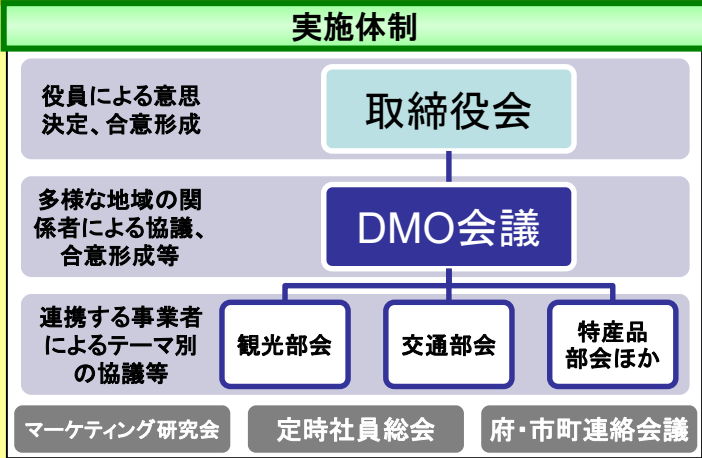 実施体制
役員による意思
決定、合意形成
取締役会
多様な地域の関
係者による協議、
合意形成等
DMO会議
連携する事業者
によるテーマ別
の協議等
観光部会
交通部会
特産品
部会ほか
マーケティング研究会
定時社員総会
府・市町連絡会議